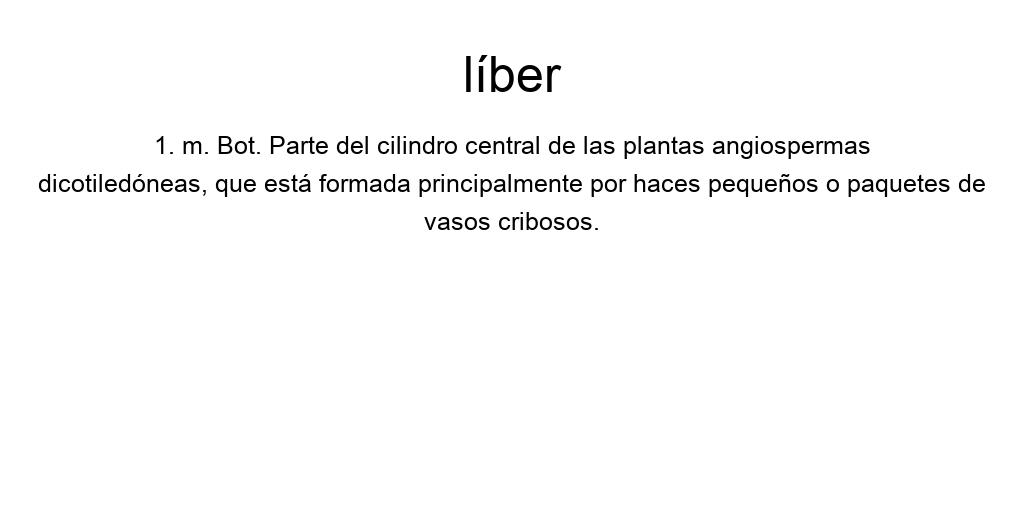 líber
1. m. Bot. Parte del cilindro central de las plantas angiospermas
dicotiledóneas, que está formada principalmente por haces pequeños o paquetes de
vasos cribosos.